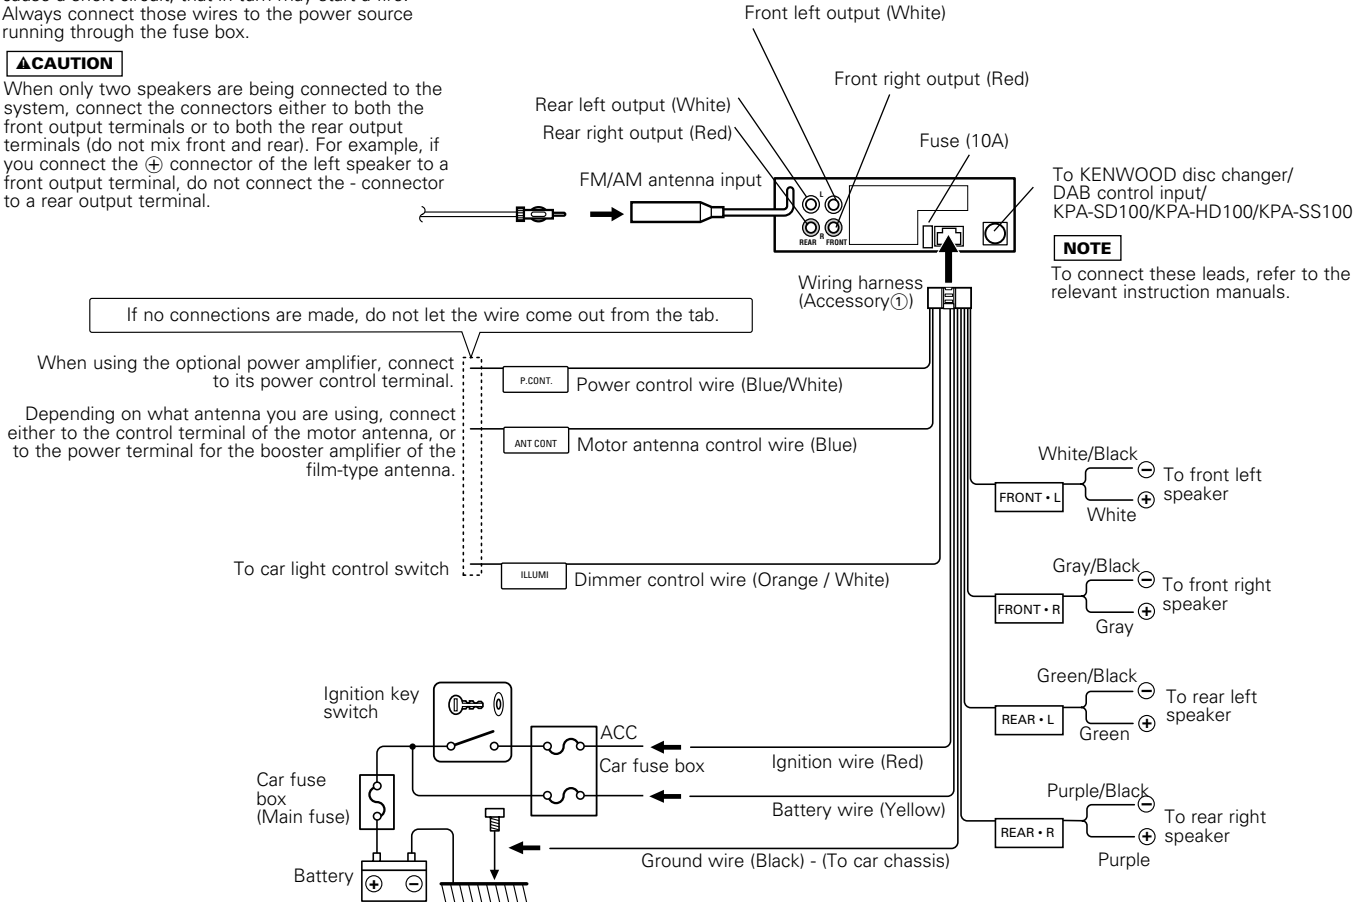 cause a short circuit, that in turn may start a fire.
Always connect those wires to the power source
running through the fuse box.
⚠CAUTION
When only two speakers are being connected to the
system, connect the connectors either to both the
front output terminals or to both the rear output
terminals (do not mix front and rear). For example, if
you connect the ⊕ connector of the left speaker to a
front output terminal, do not connect the - connector
to a rear output terminal.
Front left output (White)
Front right output (Red)
Rear left output (White)
Rear right output (Red)
Fuse (10A)
FM/AM antenna input
L
R
REAR
FRONT
To KENWOOD disc changer/
DAB control input/
KPA-SD100/KPA-HD100/KPA-SS100
NOTE
To connect these leads, refer to the
relevant instruction manuals.
Wiring harness
(Accessory①)
If no connections are made, do not let the wire come out from the tab.
When using the optional power amplifier, connect
to its power control terminal.
P.CONT.
Power control wire (Blue/White)
Depending on what antenna you are using, connect
either to the control terminal of the motor antenna, or
to the power terminal for the booster amplifier of the
film-type antenna.
ANT CONT
Motor antenna control wire (Blue)
To car light control switch
ILLUMI
Dimmer control wire (Orange / White)
White/Black
⊖
To front left
speaker
FRONT • L
⊕
White
Gray/Black
⊖
To front right
speaker
FRONT • R
⊕
Gray
Green/Black
⊖
To rear left
speaker
REAR • L
⊕
Green
Purple/Black
⊖
To rear right
speaker
REAR • R
⊕
Purple
Ignition key
switch
ACC
Car fuse box
Ignition wire (Red)
Car fuse
box
(Main fuse)
Battery wire (Yellow)
Ground wire (Black) - (To car chassis)
Battery
⊕
⊖